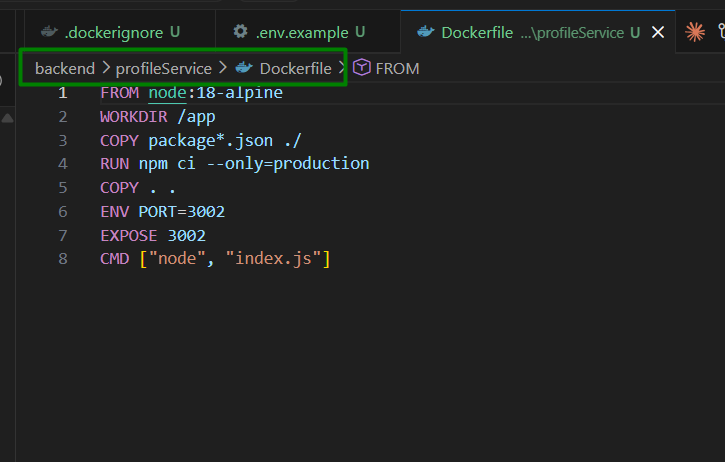 .dockerignore U
.env.example U
Dockerfile ...\profileService U
backend > profileService > Dockerfile > FROM
1 FROM node:18-alpine
2 WORKDIR /app
3 COPY package*.json ./
4 RUN npm ci --only=production
5 COPY . .
6 ENV PORT=3002
7 EXPOSE 3002
8 CMD ["node", "index.js"]